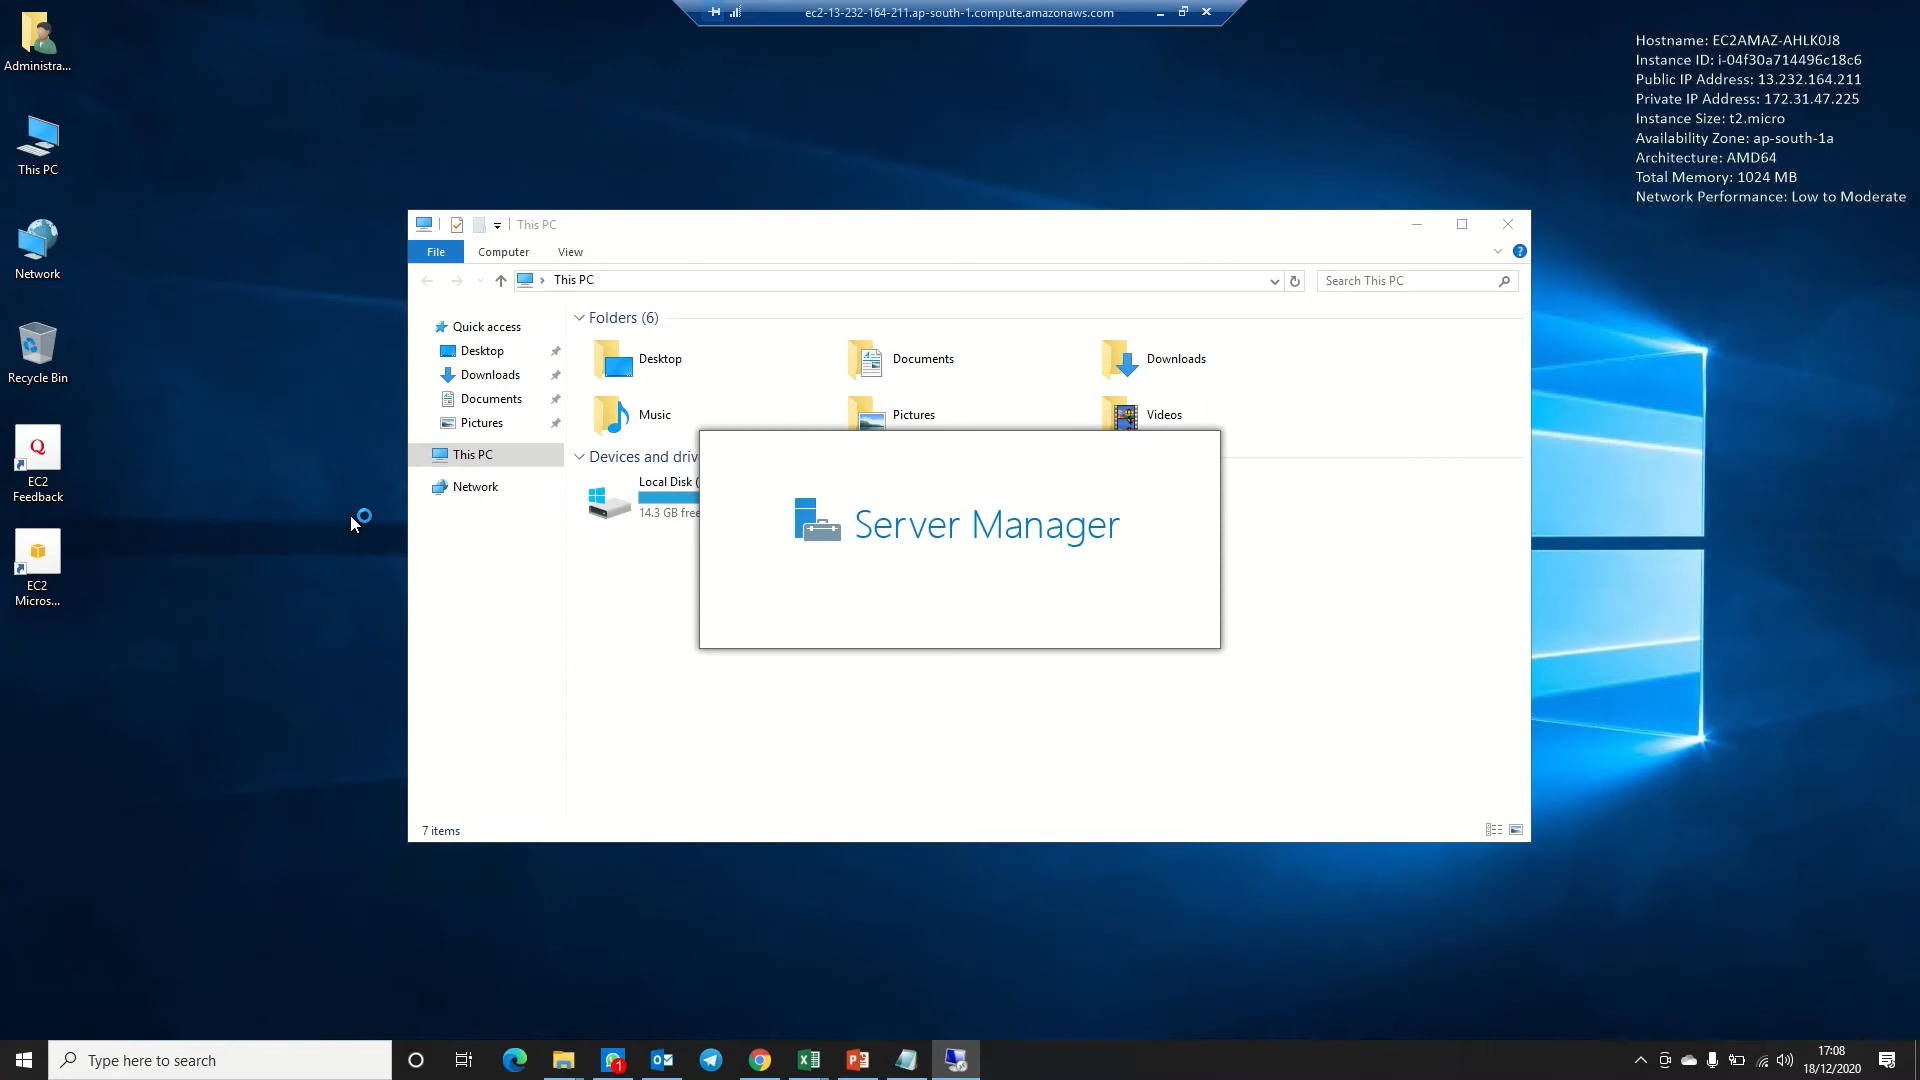 ec2-13-232-164-211.ap-south-1.compute.amazonaws.com
Hostname: EC2AMAZ-AHLK0J8
Instance ID: i-04f30a714496c18c6
Public IP Address: 13.232.164.211
Private IP Address: 172.31.47.225
Instance Size: t2.micro
Availability Zone: ap-south-1a
Architecture: AMD64
Total Memory: 1024 MB
Network Performance: Low to Moderate
Administra...
This PC
Network
Recycle Bin
Q
EC2
Feedback
EC2
Micros...
This PC
File Computer View
This PC
Search This PC
Quick access
Desktop
Downloads
Documents
Pictures
This PC
Network
Folders (6)
Desktop
Documents
Downloads
Music
Pictures
Videos
Devices and driv
Local Disk (
14.3 GB free
Server Manager
7 items
Type here to search
1
17:08
18/12/2020